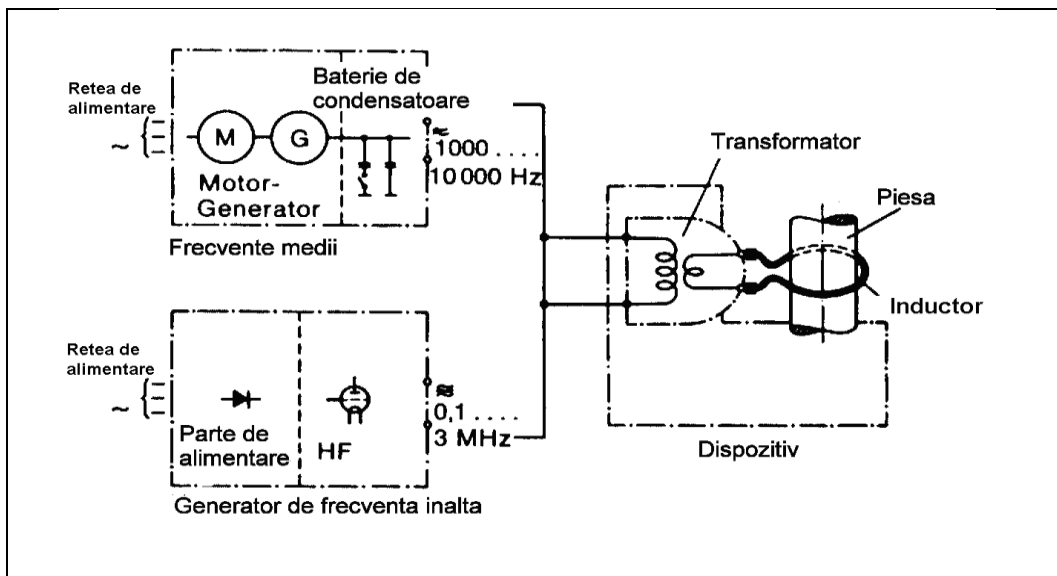 Retea de
alimentare
~
M
G
Baterie de
condensatoare
≈
1000 ....
10 000 Hz
Motor-
Generator
Frecvente medii
Transformator
Piesa
Inductor
Dispozitiv
Retea de
alimentare
~
≋
0,1 ....
3 MHz
Parte de
alimentare
HF
Generator de frecventa inalta